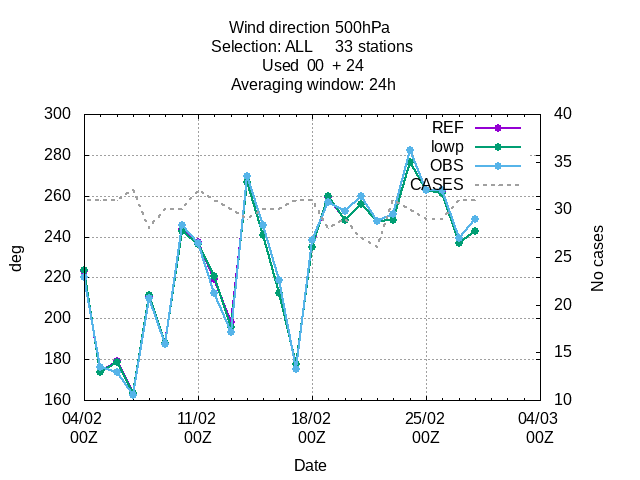 Wind direction 500hPa
Selection: ALL     33 stations
Used  00  + 24
Averaging window: 24h
300
280
260
240
220
200
180
160
deg
40
35
30
25
20
15
10
No cases
REF
lowp
OBS
CASES
04/02 11/02 18/02 25/02 04/03
00Z 00Z 00Z 00Z 00Z
Date